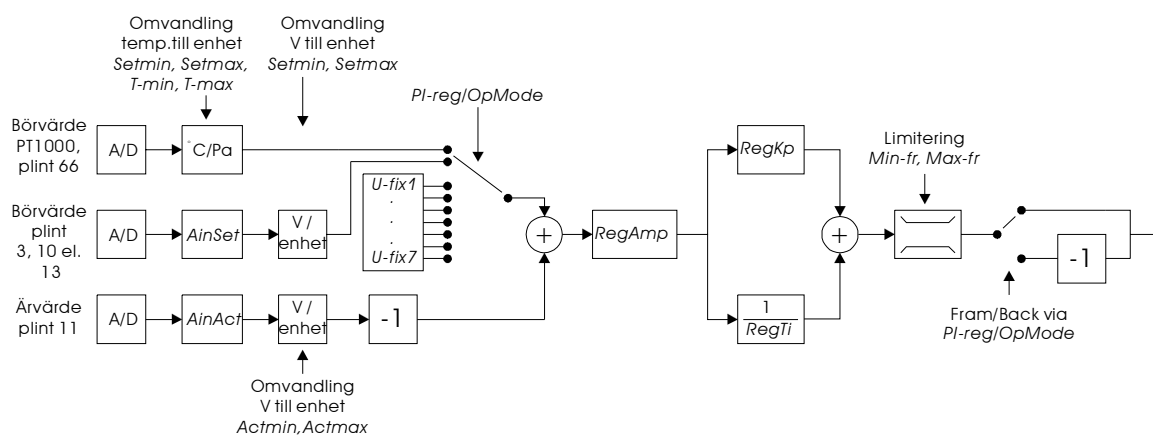 Omvandling
temp.till enhet
Setmin, Setmax,
T-min, T-max
Omvandling
V till enhet
Setmin, Setmax
PI-reg/OpMode
Börvärde
PT1000,
plint 66
A/D
°C/Pa
U-fix1
.
.
.
U-fix7
Börvärde
plint
3, 10 el.
13
A/D
AinSet
V /
enhet
Ärvärde
plint 11
A/D
AinAct
V /
enhet
-1
Omvandling
V till enhet
Actmin,Actmax
+
RegAmp
RegKp
1
RegTi
+
Limitering
Min-fr, Max-fr
-1
Fram/Back via
PI-reg/OpMode